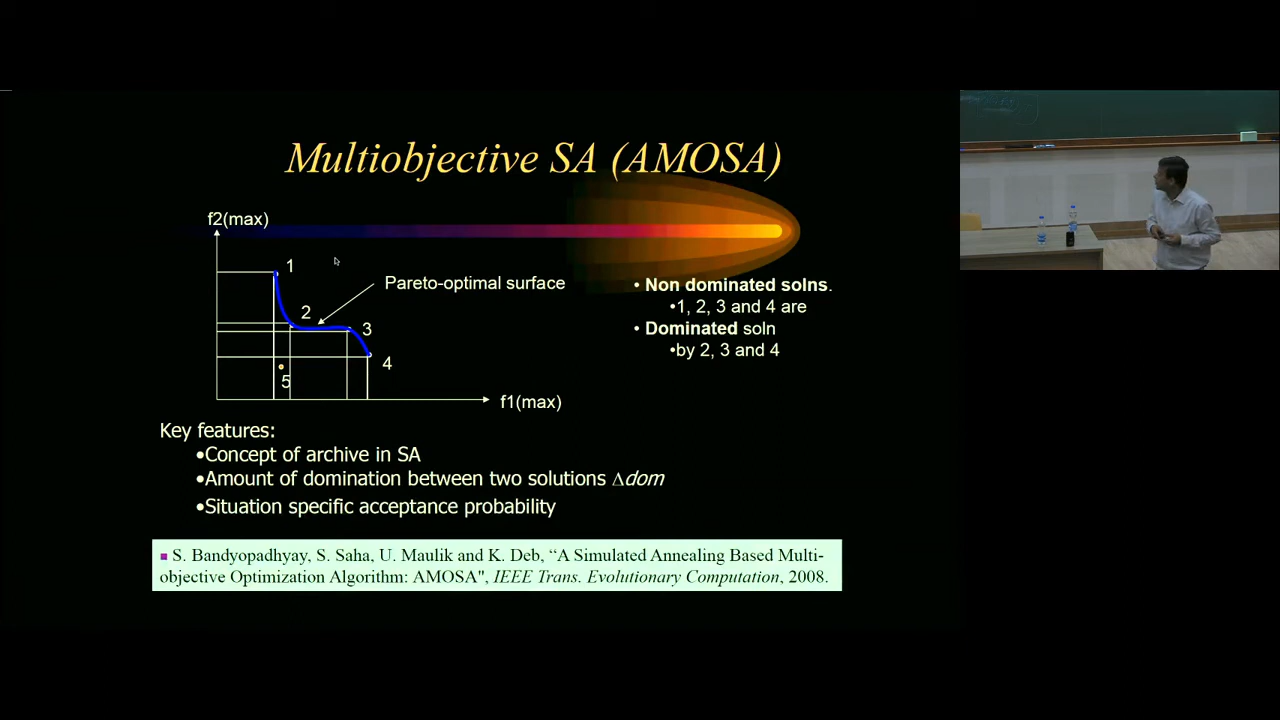 Multiobjective SA (AMOSA)
f2(max)
1
Pareto-optimal surface
2
3
4
5
f1(max)
• Non dominated solns.
•1, 2, 3 and 4 are
• Dominated soln
•by 2, 3 and 4
Key features:
•Concept of archive in SA
•Amount of domination between two solutions ∆dom
•Situation specific acceptance probability
■ S. Bandyopadhyay, S. Saha, U. Maulik and K. Deb, “A Simulated Annealing Based Multi-
objective Optimization Algorithm: AMOSA", IEEE Trans. Evolutionary Computation, 2008.